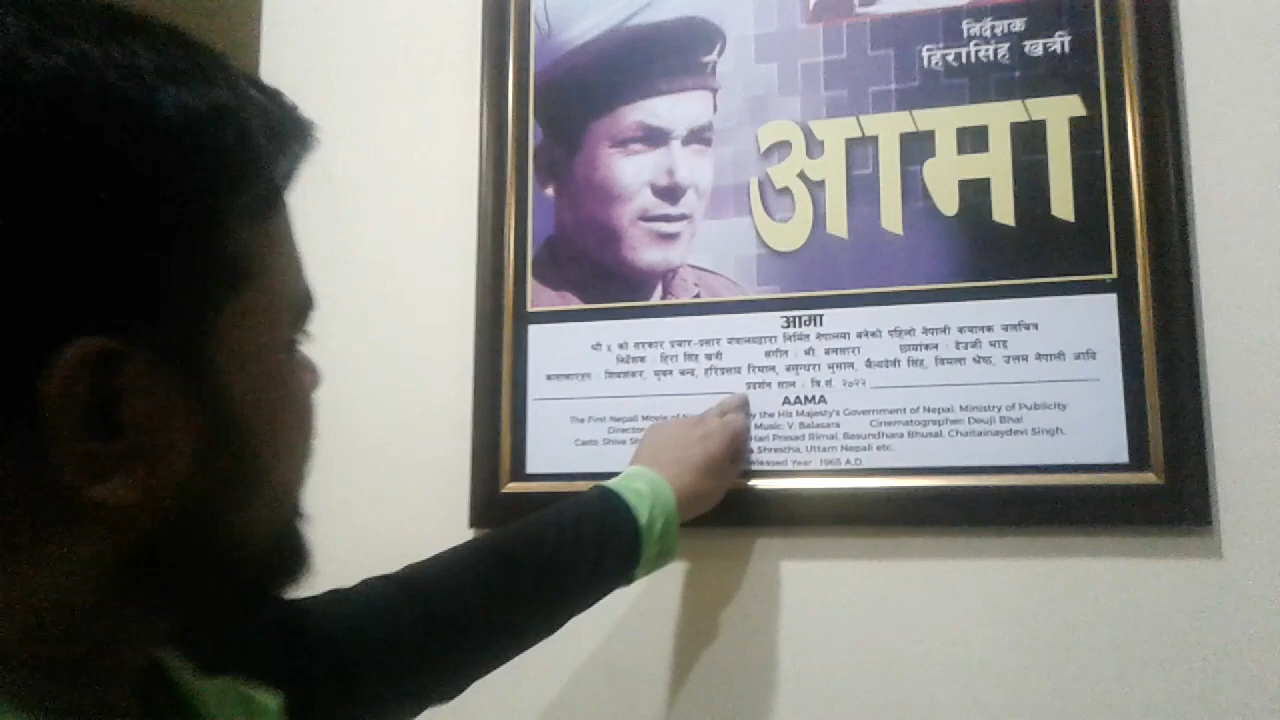 निर्देशक
हिरासिंह खत्री
आमा
आमा
श्री ५ को सरकार प्रचार-प्रसार मन्त्रालयद्वारा निर्मित नेपालमा बनेको पहिलो नेपाली कथानक चलचित्र
निर्देशक : हिरा सिंह खत्री संगीत : भी. बलसारा छायांकन : देउजी भाइ
कलाकारहरु : शिवशंकर, भुवन चन्द, हरिप्रसाद रिमाल, बसुन्धरा भुसाल, चैत्यदेवी सिंह, विमला श्रेष्ठ, उत्तम नेपाली आदि
प्रदर्शन साल : वि.सं. २०२२
AAMA
The First Nepali Movie of by the His Majesty's Government of Nepal, Ministry of Publicity
Director Music: V. Balasara Cinematographer: Deuji Bhai
Casts: Shiva Hari Prasad Rimal, Basundhara Bhusal, Chaitainaydevi Singh,
Shrestha, Uttam Nepali etc.
Released Year : 1965 A.D.